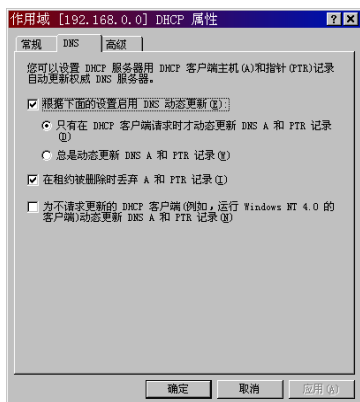 作用域 [192.168.0.0] DHCP 属性
常规 DNS 高级
您可以设置 DHCP 服务器用 DHCP 客户端主机(A)和指针(PTR)记录
自动更新权威 DNS 服务器。
根据下面的设置启用 DNS 动态更新(E):
只有在 DHCP 客户端请求时才动态更新 DNS A 和 PTR 记录
(D)
总是动态更新 DNS A 和 PTR 记录(W)
在租约被删除时丢弃 A 和 PTR 记录(I)
为不请求更新的 DHCP 客户端(例如，运行 Windows NT 4.0 的
客户端)动态更新 DNS A 和 PTR 记录(N)
确定 取消 应用(A)